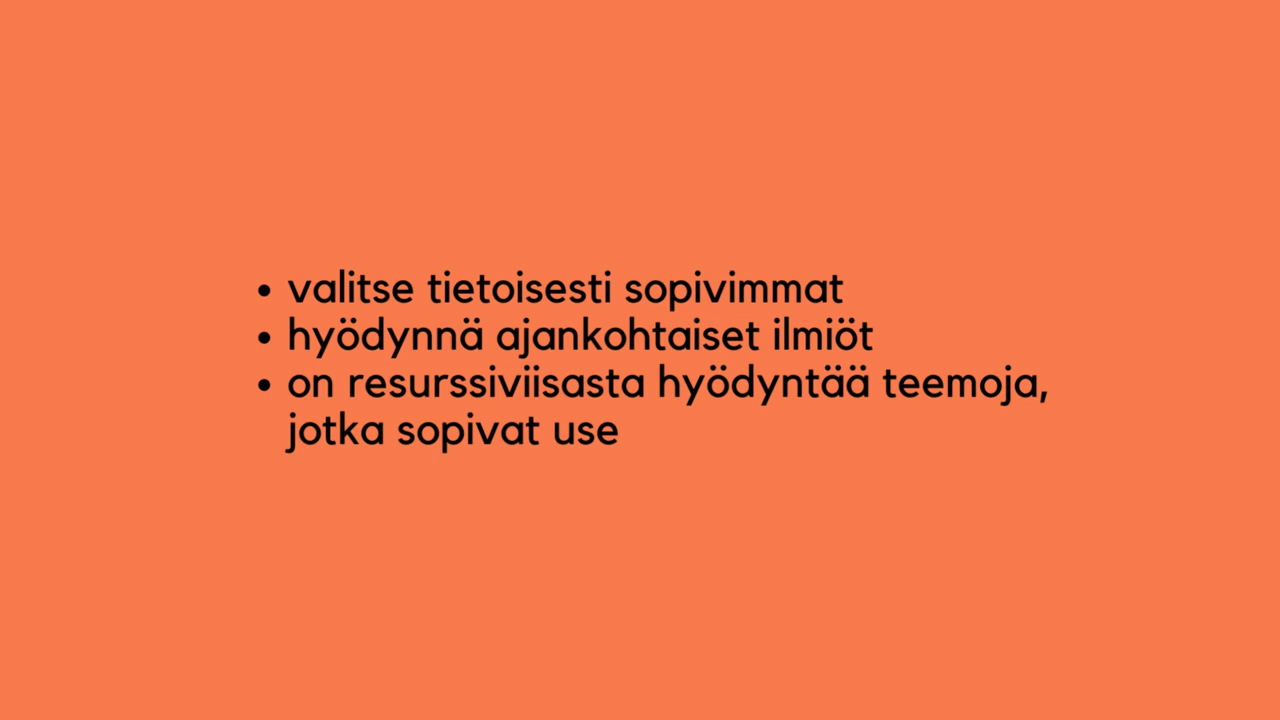 • valitse tietoisesti sopivimmat
• hyödynnä ajankohtaiset ilmiöt
• on resurssiviisasta hyödyntää teemoja,
jotka sopivat use